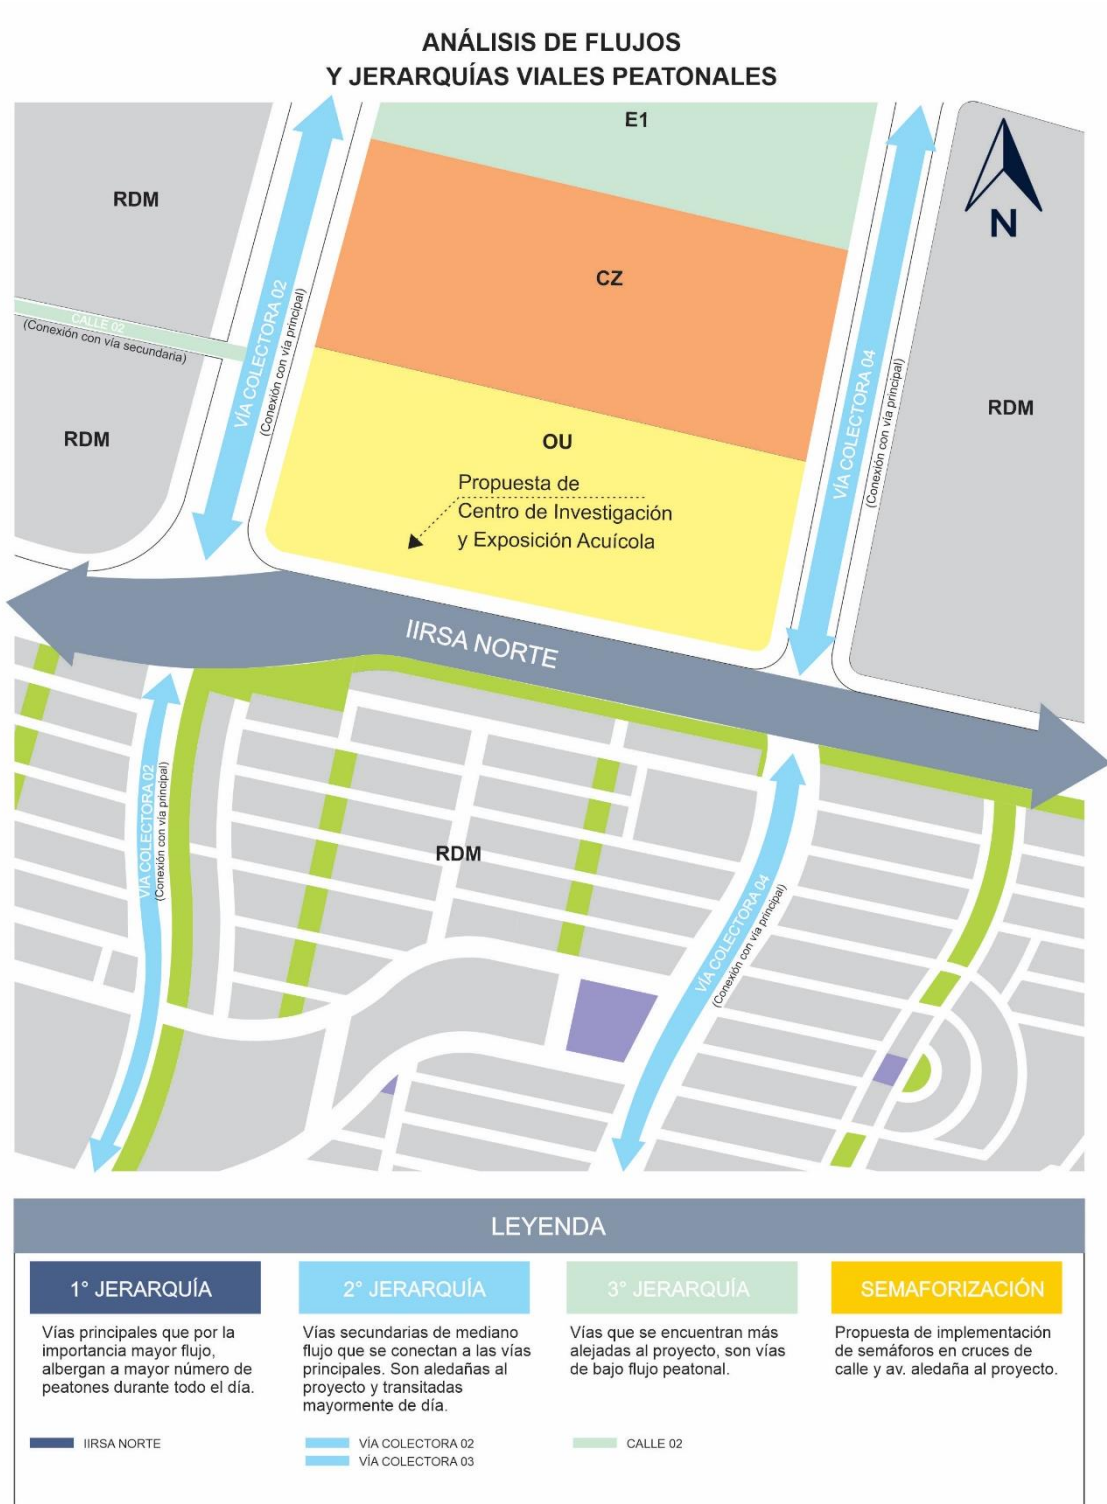 ANÁLISIS DE FLUJOS
Y JERARQUÍAS VIALES PEATONALES
E1
RDM
N
CZ
VÍA COLECTORA 02
(Conexión con vía principal)
CALLE 02
(Conexión con vía secundaria)
VÍA COLECTORA 04
(Conexión con vía principal)
RDM
RDM
OU
Propuesta de
Centro de Investigación
y Exposición Acuícola
IIRSA NORTE
VÍA COLECTORA 02
(Conexión con vía principal)
RDM
VÍA COLECTORA 04
(Conexión con vía principal)
LEYENDA
1° JERARQUÍA
Vías principales que por la
importancia mayor flujo,
albergan a mayor número de
peatones durante todo el día.
IIRSA NORTE
2° JERARQUÍA
Vías secundarias de mediano
flujo que se conectan a las vías
principales. Son aledañas al
proyecto y transitadas
mayormente de día.
VÍA COLECTORA 02
VÍA COLECTORA 03
3° JERARQUÍA
Vías que se encuentran más
alejadas al proyecto, son vías
de bajo flujo peatonal.
CALLE 02
SEMAFORIZACIÓN
Propuesta de implementación
de semáforos en cruces de
calle y av. aledaña al proyecto.